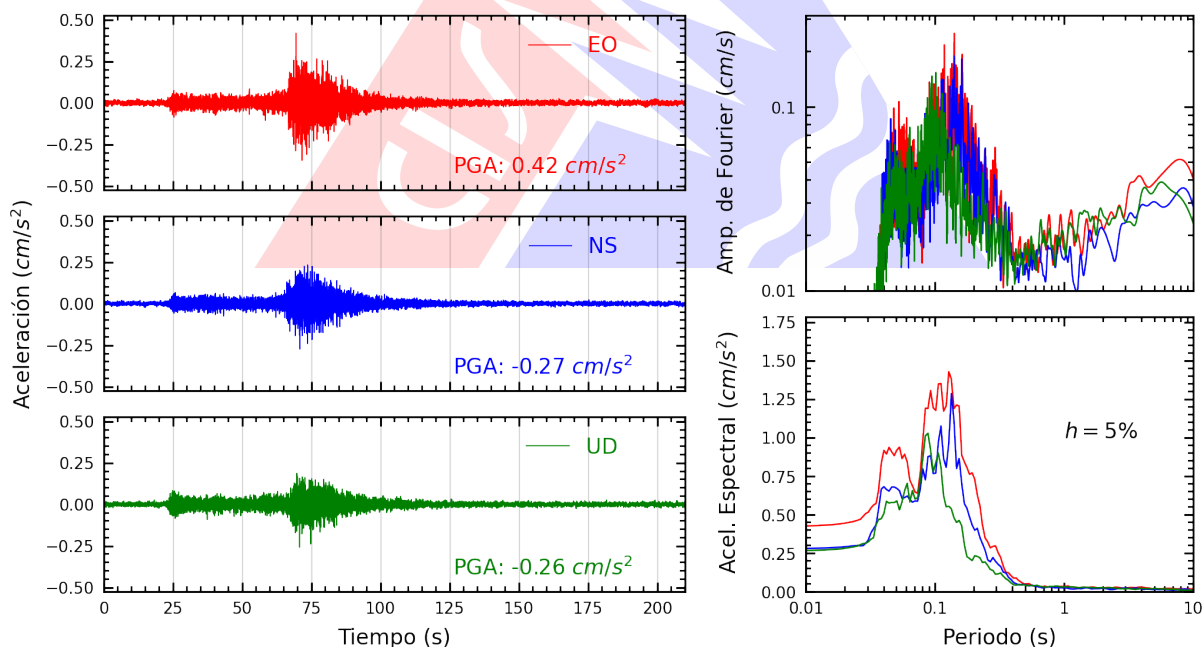 Aceleración (cm/s²)
0.50
0.25
0.00
−0.25
−0.50
EO
PGA: 0.42 cm/s²
0.50
0.25
0.00
−0.25
−0.50
NS
PGA: -0.27 cm/s²
0.50
0.25
0.00
−0.25
−0.50
UD
PGA: -0.26 cm/s²
0 25 50 75 100 125 150 175 200
Tiempo (s)
Amp. de Fourier (cm/s)
0.1
0.01
Acel. Espectral (cm/s²)
1.75
1.50
1.25
1.00
0.75
0.50
0.25
0.00
h = 5%
0.01 0.1 1 10
Periodo (s)